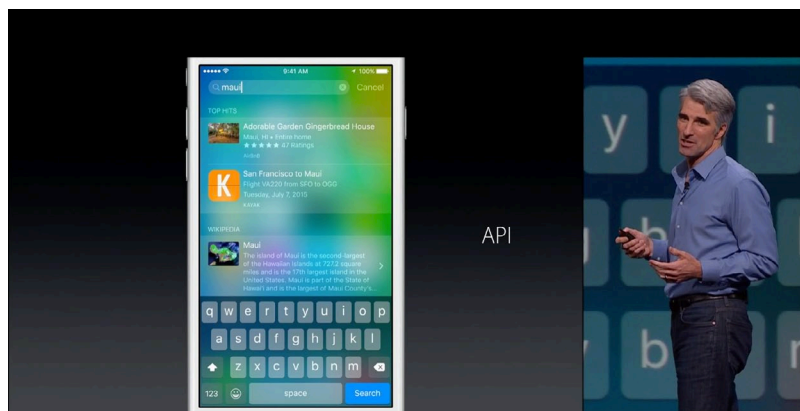 9:41 AM
100%
maui
Cancel
TOP HITS
Adorable Garden Gingerbread House
Maui, HI • Entire home
★★★★★ 67 Ratings
Airbnb
K
San Francisco to Maui
Flight VA220 from SFO to OGG
Tuesday, July 7, 2015
KAYAK
WIKIPEDIA
Maui
The island of Maui is the second-largest
of the Hawaiian Islands at 727.2 square
miles and is the 17th largest island in the
United States. Maui is part of the State of
Hawai'i and is the largest of Maui County's...
q w e r t y u i o p
a s d f g h j k l
z x c v b n m
123
space
Search
API
y i
b
b